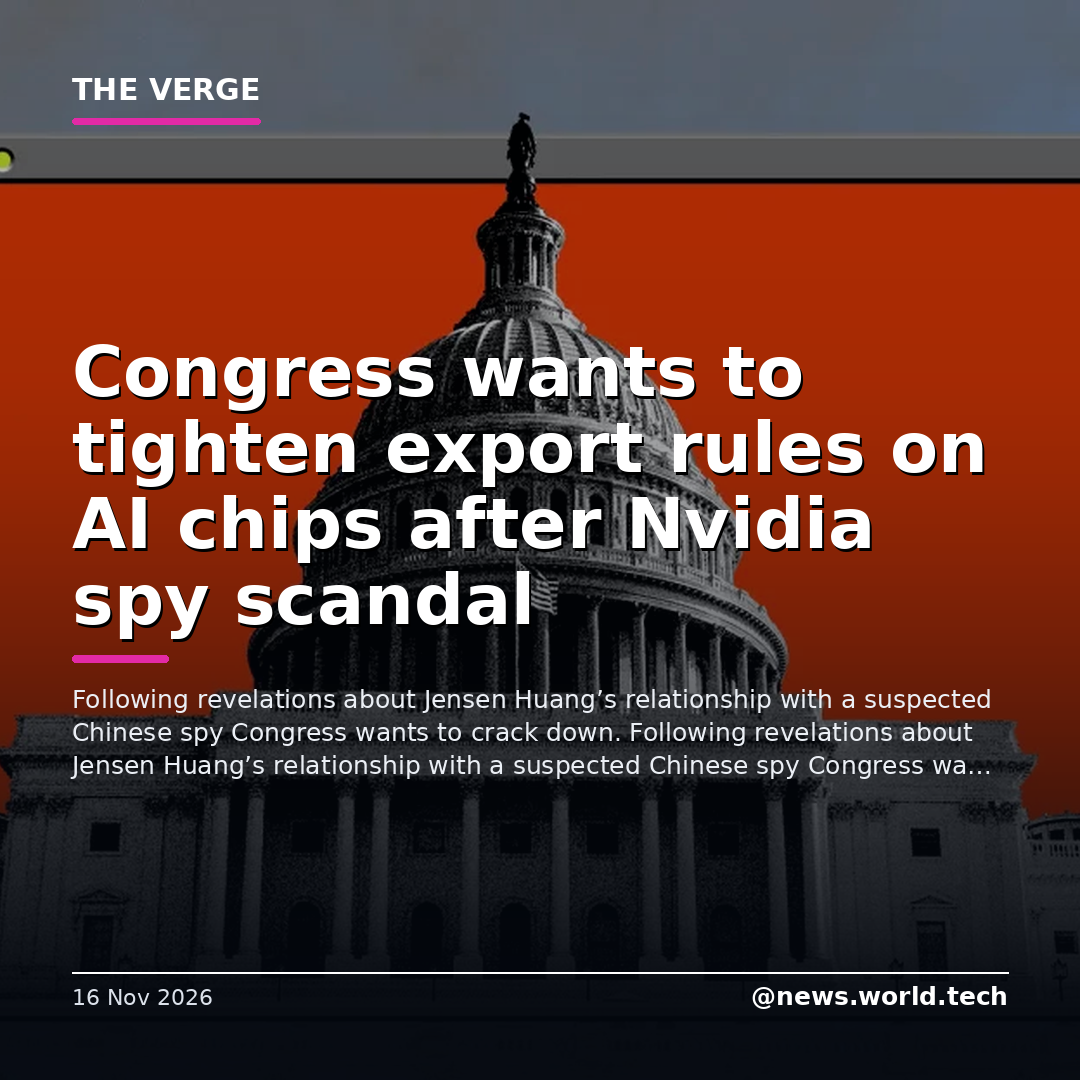 THE VERGE
Congress wants to
tighten export rules on
AI chips after Nvidia
spy scandal
Following revelations about Jensen Huang’s relationship with a suspected
Chinese spy Congress wants to crack down. Following revelations about
Jensen Huang’s relationship with a suspected Chinese spy Congress wa…
16 Nov 2026
@news.world.tech